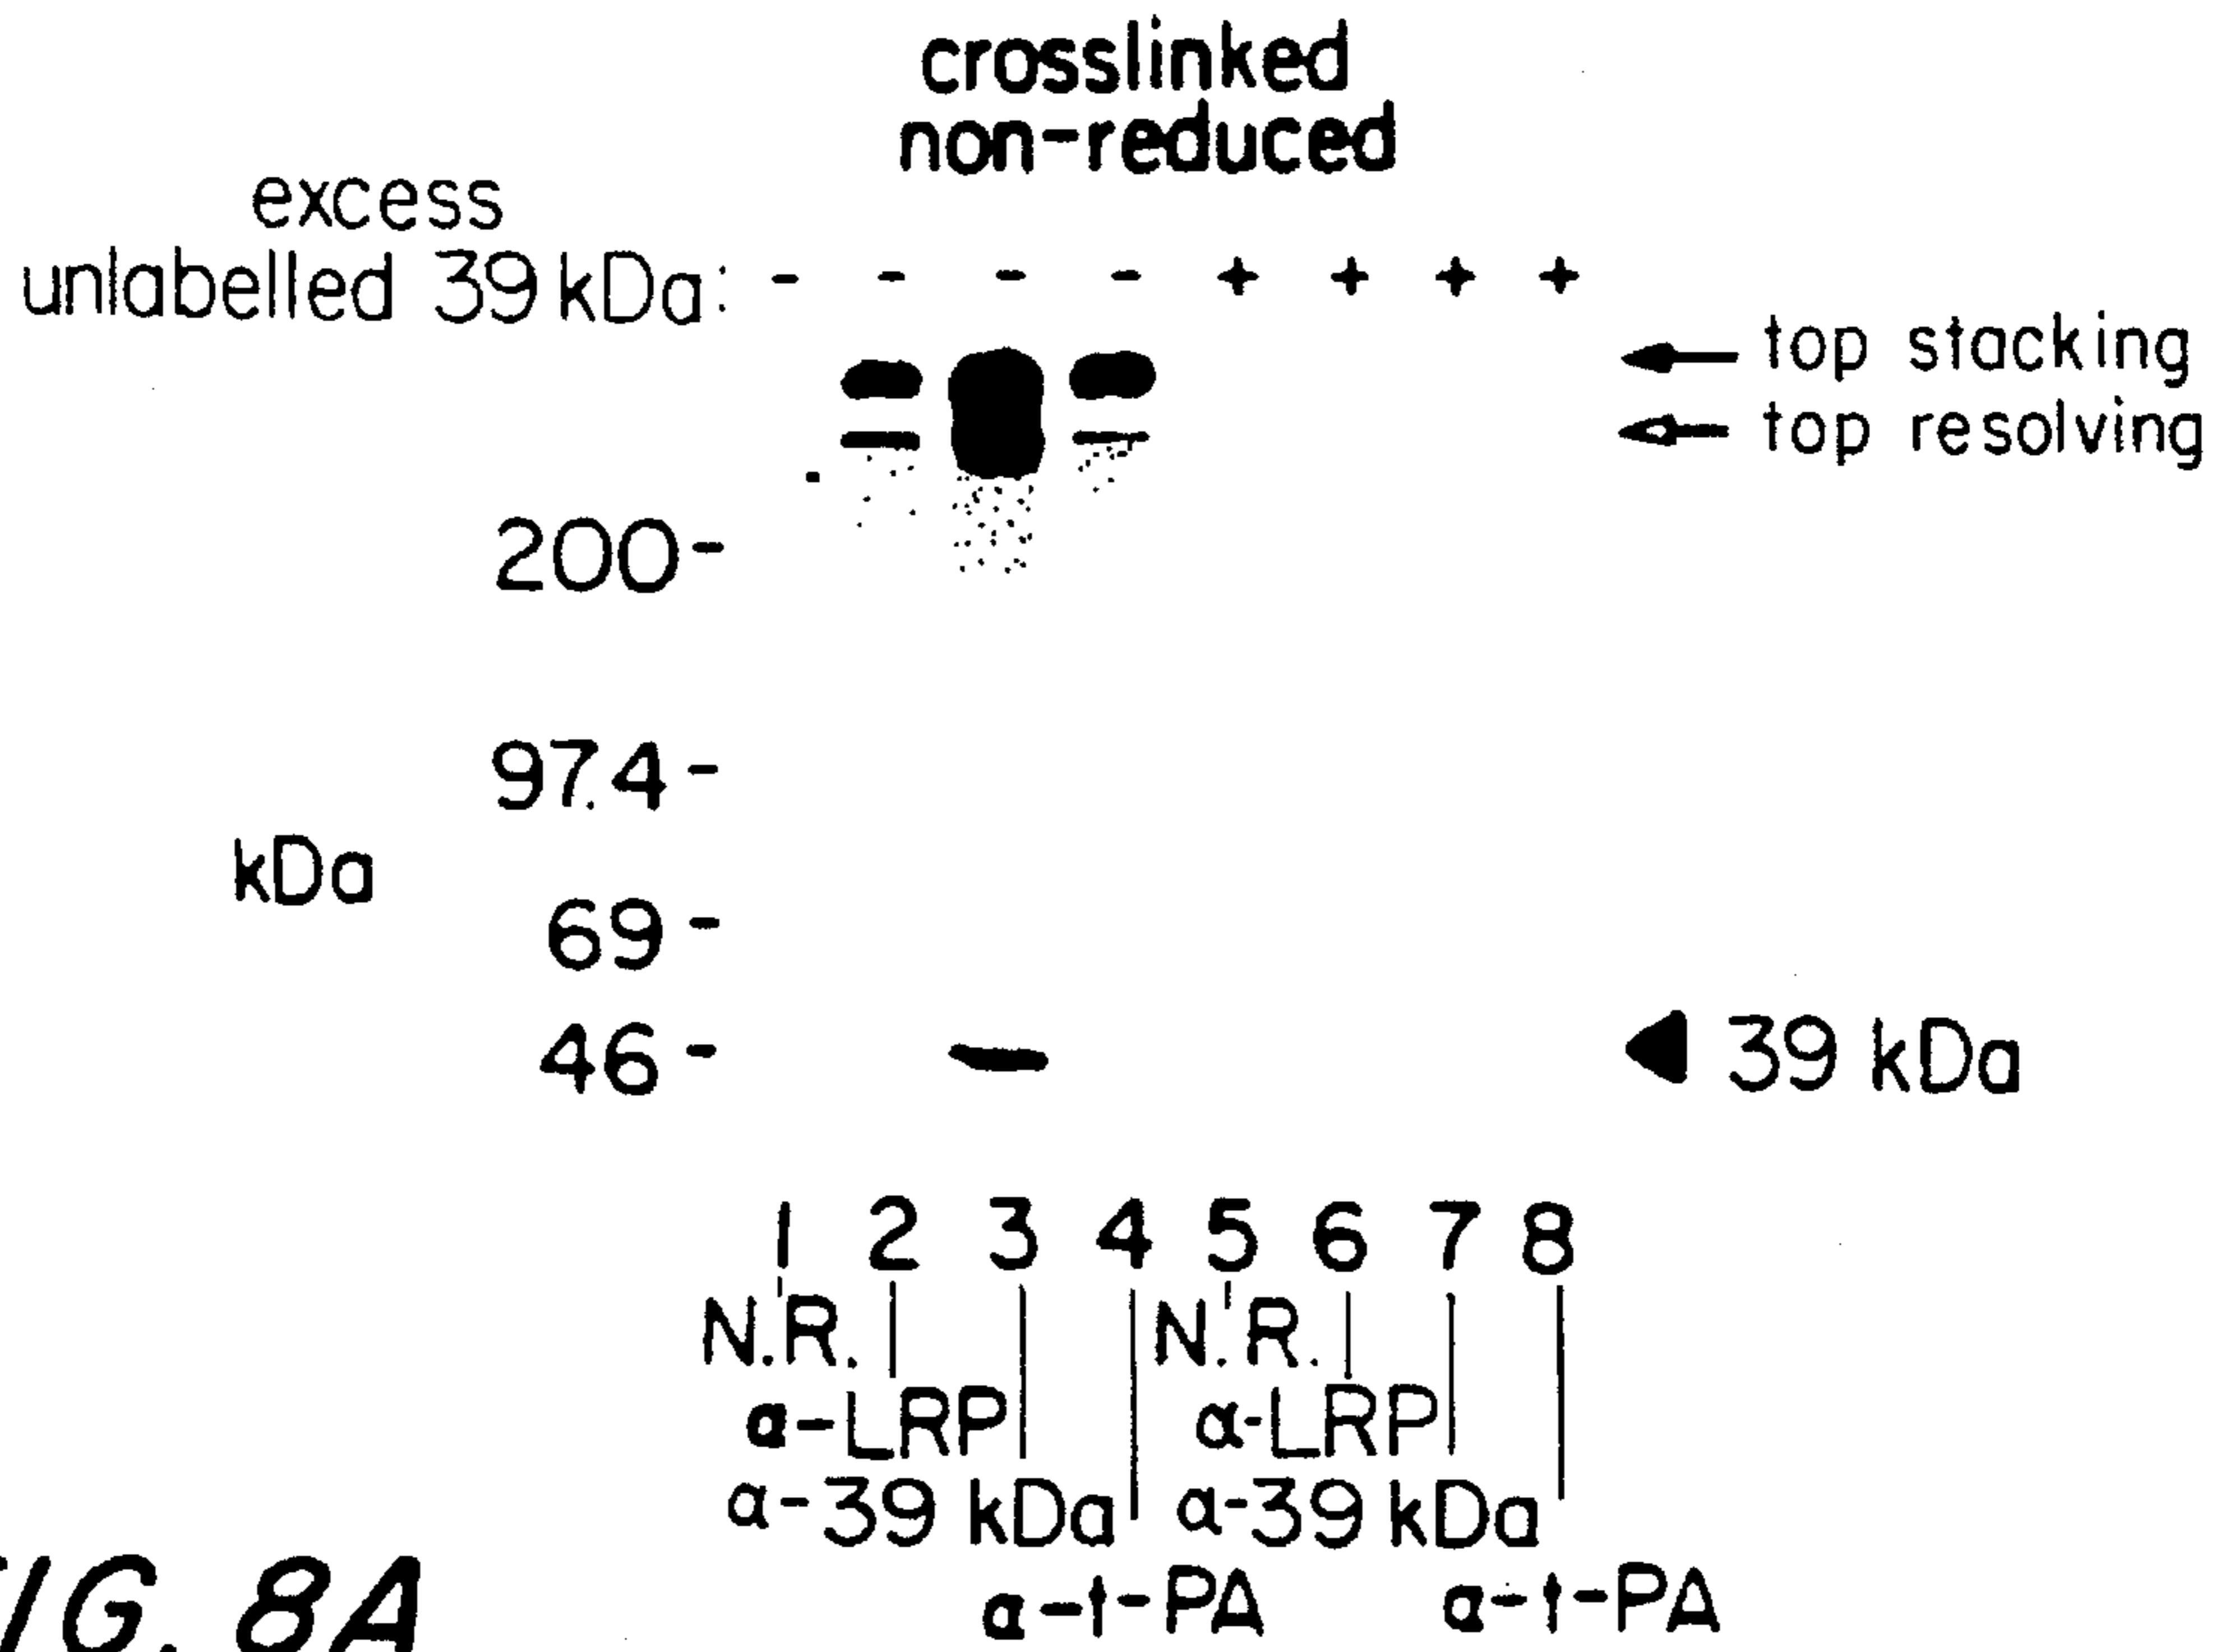 crosslinked
non-reduced
excess
unlabelled 39 kDa: - - - - + + + +
top stacking
top resolving
200-
97.4-
kDa
69-
46-
39 kDa
1 2 3 4 5 6 7 8
N.R. N.R.
α-LRP α-LRP
α-39 kDa α-39 kDa
α-t-PA α-t-PA
IG. 8A